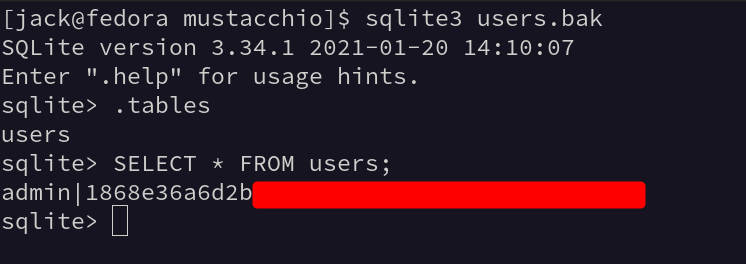 [jack@fedora mustacchio]$ sqlite3 users.bak
SQLite version 3.34.1 2021-01-20 14:10:07
Enter ".help" for usage hints.
sqlite> .tables
users
sqlite> SELECT * FROM users;
admin|1868e36a6d2b
sqlite>